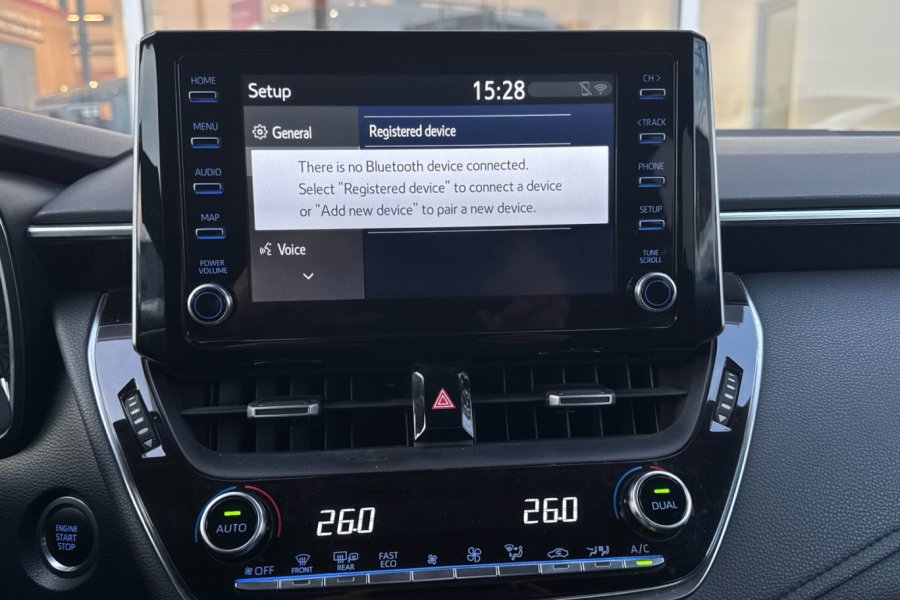 HOME
MENU
AUDIO
MAP
POWER
VOLUME
Setup 15:28
General
Registered device
There is no Bluetooth device connected.
Select "Registered device" to connect a device
or "Add new device" to pair a new device.
Voice
CH >
< TRACK
PHONE
SETUP
TUNE
SCROLL
ENGINE
START
STOP
AUTO
26.0
26.0
DUAL
OFF
FRONT
REAR
FAST
ECO
A/C